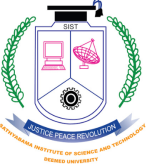 SIST
JUSTICE PEACE REVOLUTION
SATHYABAMA INSTITUTE OF SCIENCE AND TECHNOLOGY
DEEMED UNIVERSITY